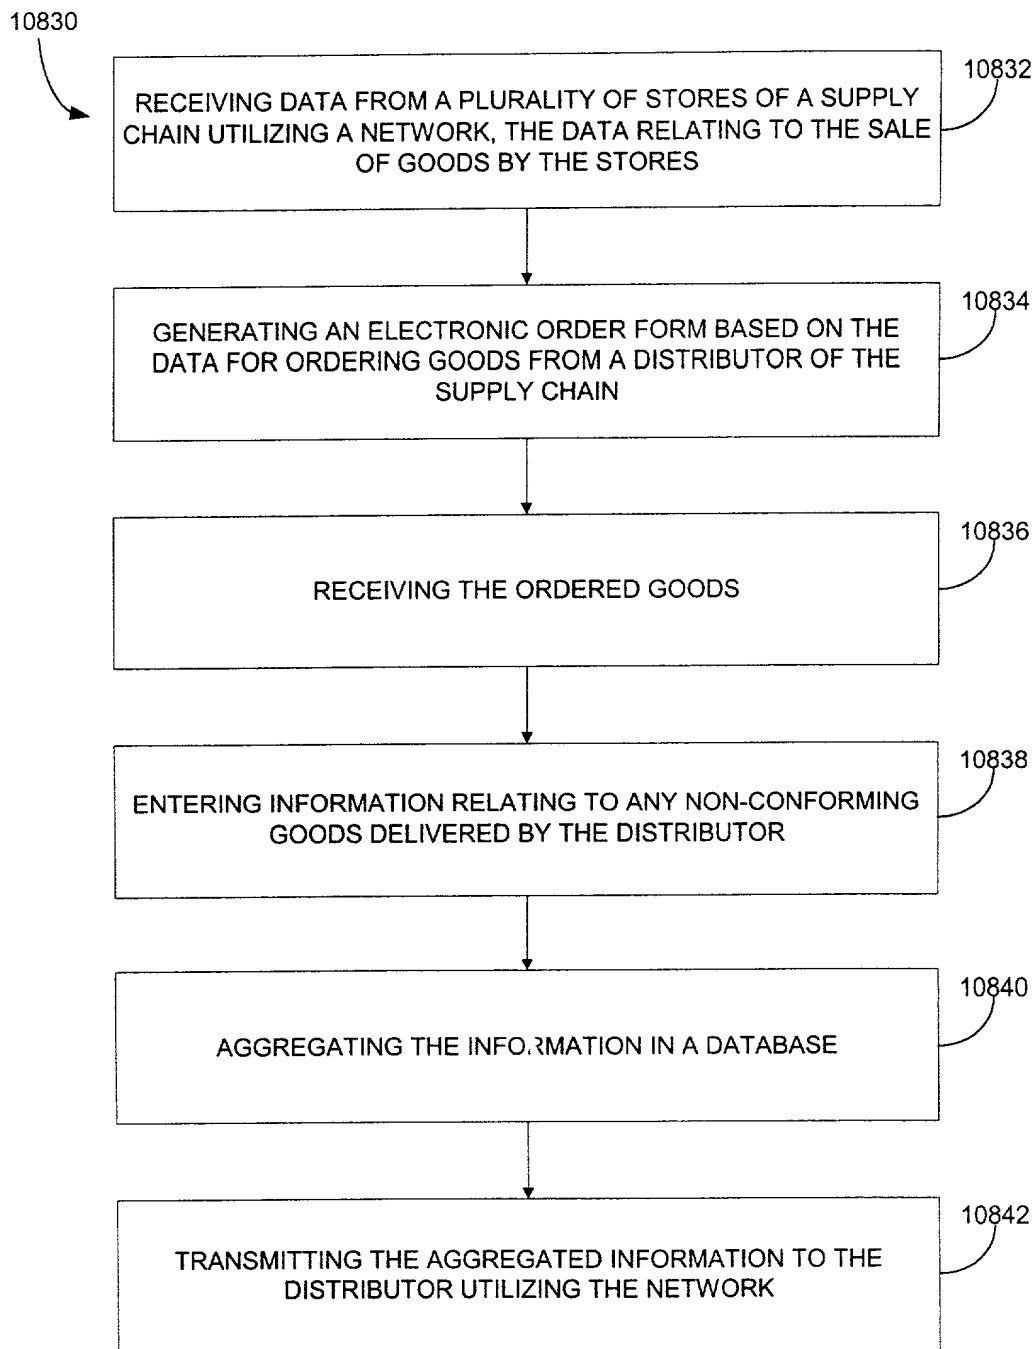 10830
10832
RECEIVING DATA FROM A PLURALITY OF STORES OF A SUPPLY
CHAIN UTILIZING A NETWORK, THE DATA RELATING TO THE SALE
OF GOODS BY THE STORES
10834
GENERATING AN ELECTRONIC ORDER FORM BASED ON THE
DATA FOR ORDERING GOODS FROM A DISTRIBUTOR OF THE
SUPPLY CHAIN
10836
RECEIVING THE ORDERED GOODS
10838
ENTERING INFORMATION RELATING TO ANY NON-CONFORMING
GOODS DELIVERED BY THE DISTRIBUTOR
10840
AGGREGATING THE INFORMATION IN A DATABASE
10842
TRANSMITTING THE AGGREGATED INFORMATION TO THE
DISTRIBUTOR UTILIZING THE NETWORK